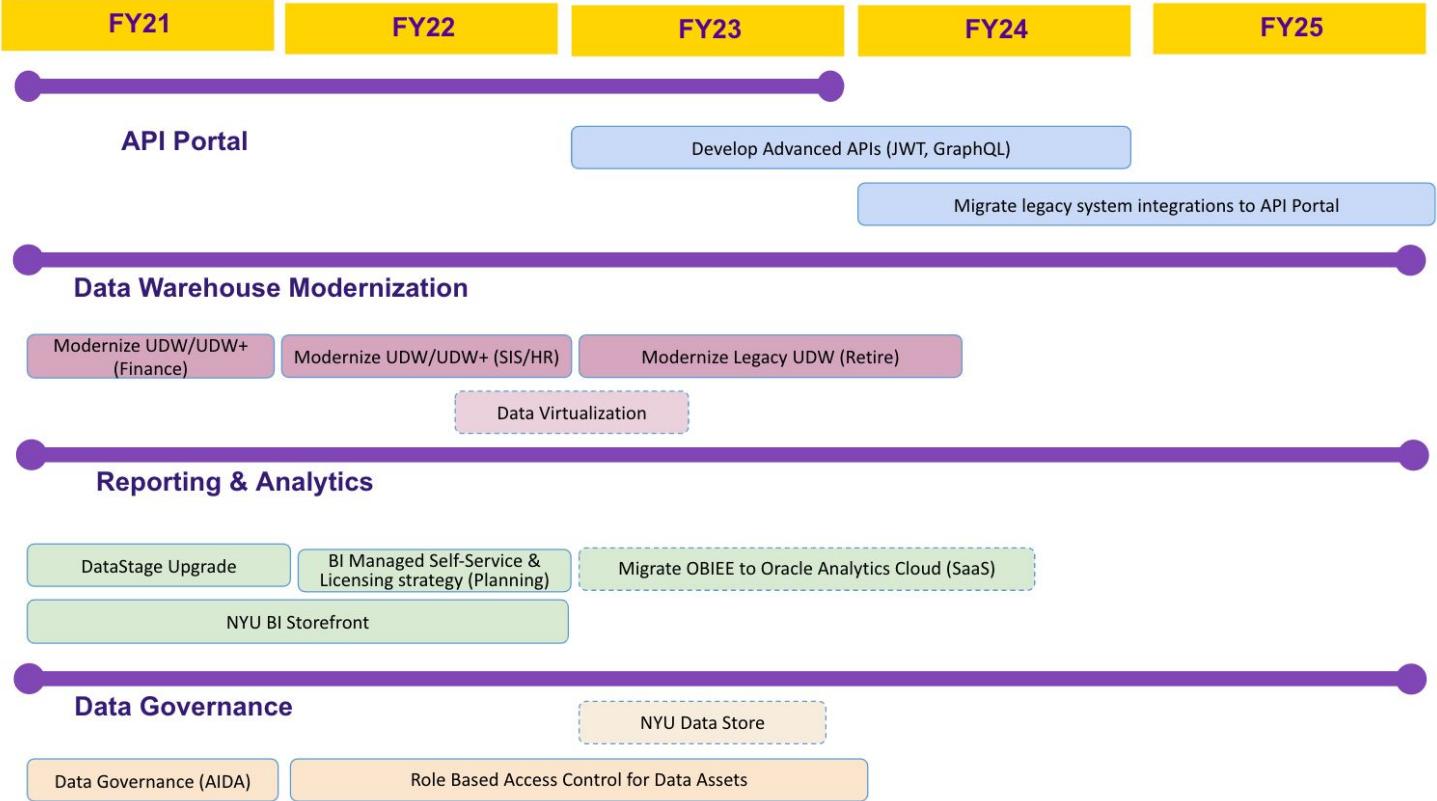 FY21
FY22
FY23
FY24
FY25
API Portal
Develop Advanced APIs (JWT, GraphQL)
Migrate legacy system integrations to API Portal
Data Warehouse Modernization
Modernize UDW/UDW+
(Finance)
Modernize UDW/UDW+ (SIS/HR)
Modernize Legacy UDW (Retire)
Data Virtualization
Reporting & Analytics
DataStage Upgrade
BI Managed Self-Service &
Licensing strategy (Planning)
Migrate OBIEE to Oracle Analytics Cloud (SaaS)
NYU BI Storefront
Data Governance
NYU Data Store
Data Governance (AIDA)
Role Based Access Control for Data Assets